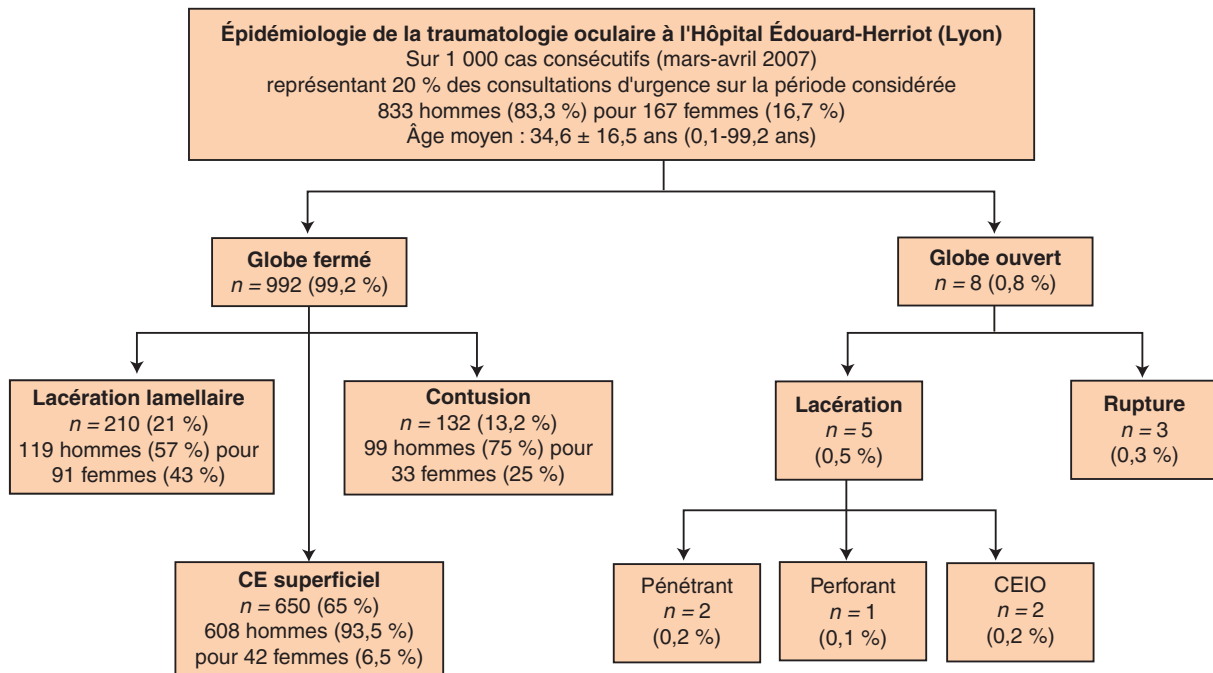 Épidémiologie de la traumatologie oculaire à l'Hôpital Édouard-Herriot (Lyon)
Sur 1 000 cas consécutifs (mars-avril 2007)
représentant 20 % des consultations d'urgence sur la période considérée
833 hommes (83,3 %) pour 167 femmes (16,7 %)
Âge moyen : 34,6 ± 16,5 ans (0,1-99,2 ans)
Globe fermé
n = 992 (99,2 %)
Globe ouvert
n = 8 (0,8 %)
Lacération lamellaire
n = 210 (21 %)
119 hommes (57 %) pour
91 femmes (43 %)
Contusion
n = 132 (13,2 %)
99 hommes (75 %) pour
33 femmes (25 %)
Lacération
n = 5
(0,5 %)
Rupture
n = 3
(0,3 %)
CE superficiel
n = 650 (65 %)
608 hommes (93,5 %)
pour 42 femmes (6,5 %)
Pénétrant
n = 2
(0,2 %)
Perforant
n = 1
(0,1 %)
CEIO
n = 2
(0,2 %)